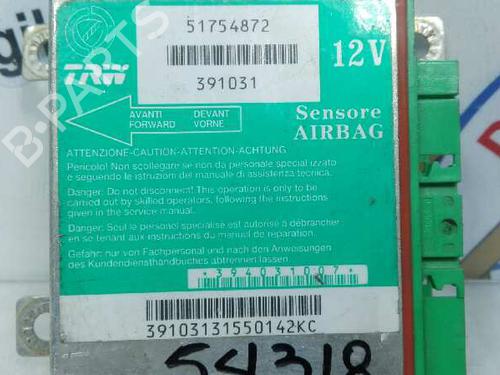 51754872
TRW
391031
12V
AVANTI DEVANT
FORWARD VORNE
Sensore
AIRBAG
ATTENZIONE-CAUTION-ATTENTION-ACHTUNG
Pericolo! Non scollegare se non da personale specializzato
e seguendo le istruzioni del manuale di assistenza tecnica.
Danger: Do not disconnect! This operation is only to be
carried out by skilled operators, following the instructions
given in the service manual.
Danger: Seul le personel specialisé est autorisé à débrancher
en se tenant aux instructions du manuel de réparation.
Gefahr: nur von Fachpersonal und nach den Anweisungen
des Kundendiensthandbuches abtrennen lassen.
*394031007*
39103131550142KC
54318
B-PARTS